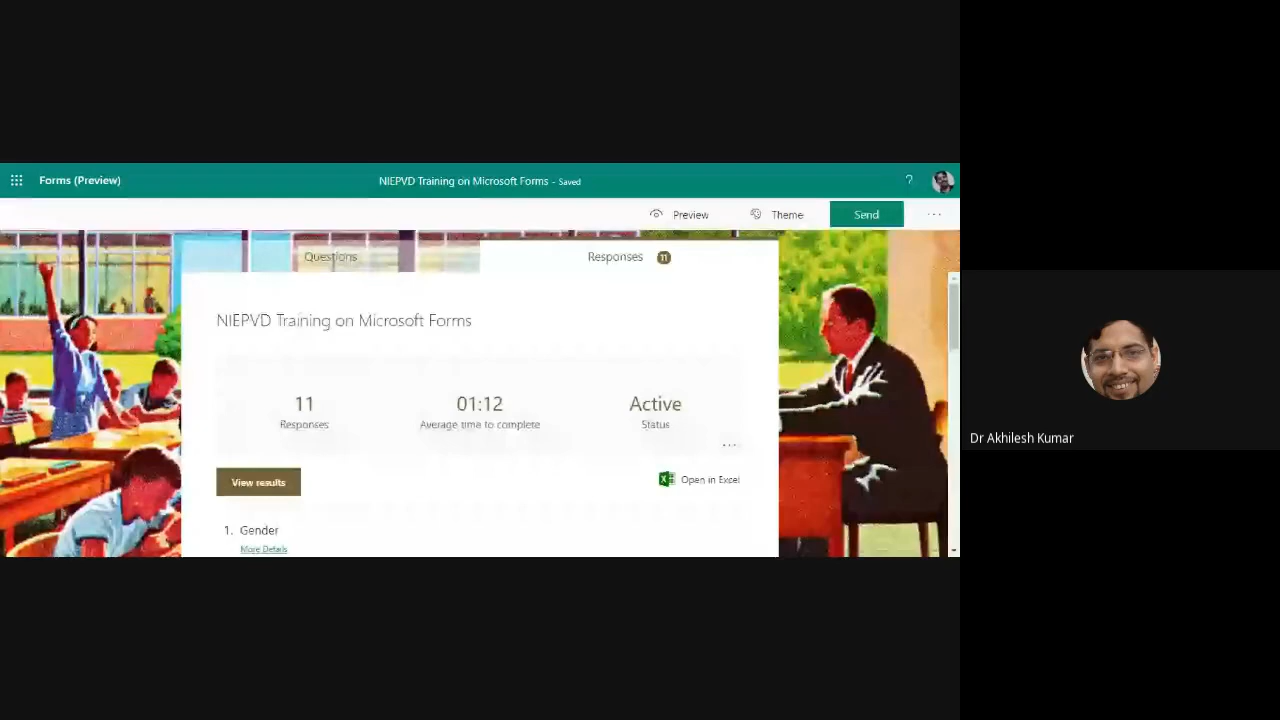 Forms (Preview)
NIEPVD Training on Microsoft Forms - Saved
?
Preview
Theme
Send
Questions
Responses 11
NIEPVD Training on Microsoft Forms
11
Responses
01:12
Average time to complete
Active
Status
View results
Open in Excel
1. Gender
More Details
Dr Akhilesh Kumar